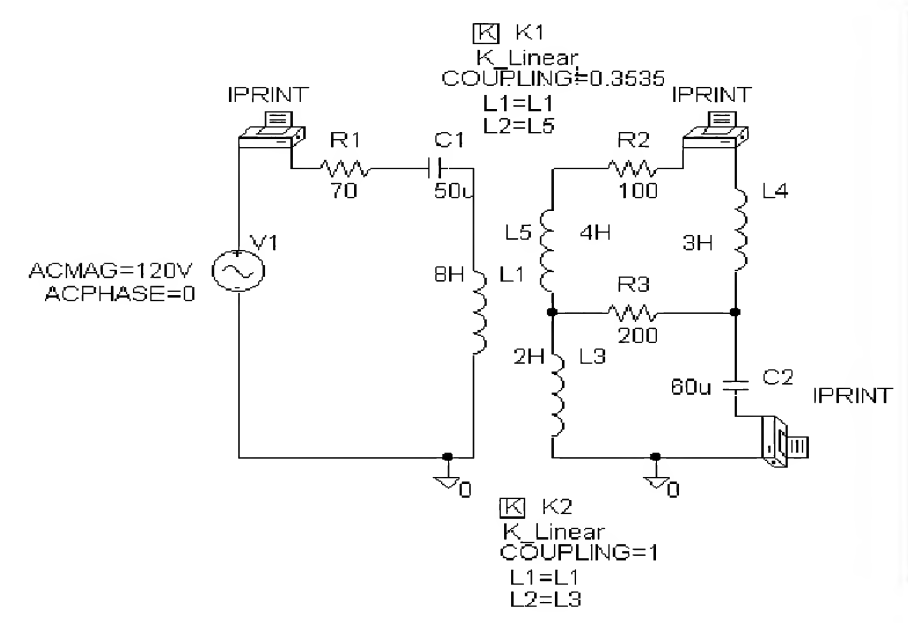 K K1
K_Linear
COUPLING=0.3535
L1=L1
L2=L5
IPRINT
IPRINT
R1
C1
R2
70
50u
100
L4
V1
L5
4H
3H
ACMAG=120V
ACPHASE=0
8H
L1
R3
200
2H
L3
60u
C2
IPRINT
0
0
K K2
K_Linear
COUPLING=1
L1=L1
L2=L3